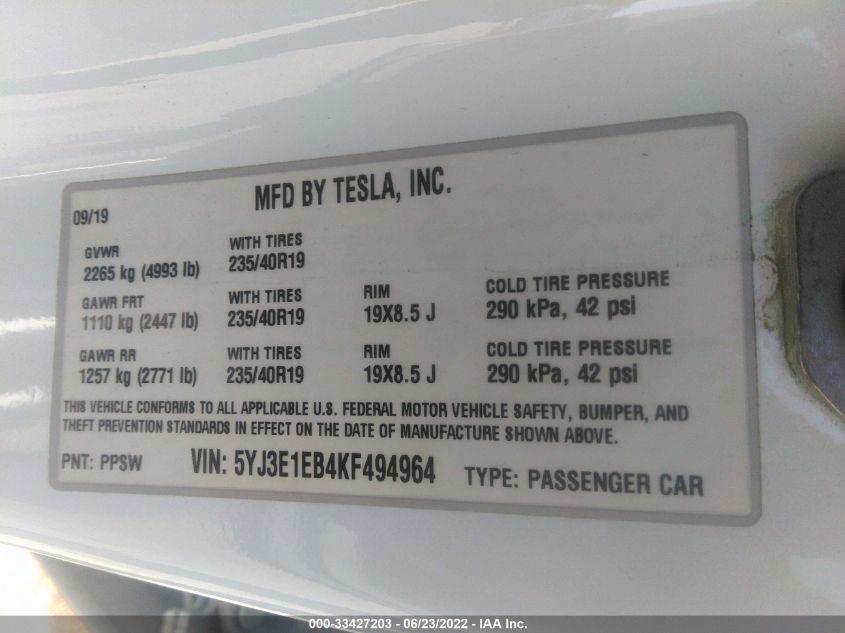 MFD BY TESLA, INC.
09/19
GVWR
2265 kg (4993 lb)
WITH TIRES
235/40R19
GAWR FRT
1110 kg (2447 lb)
WITH TIRES
235/40R19
RIM
19X8.5 J
COLD TIRE PRESSURE
290 kPa, 42 psi
GAWR RR
1257 kg (2771 lb)
WITH TIRES
235/40R19
RIM
19X8.5 J
COLD TIRE PRESSURE
290 kPa, 42 psi
THIS VEHICLE CONFORMS TO ALL APPLICABLE U.S. FEDERAL MOTOR VEHICLE SAFETY, BUMPER, AND
THEFT PREVENTION STANDARDS IN EFFECT ON THE DATE OF MANUFACTURE SHOWN ABOVE.
PNT: PPSW
VIN: 5YJ3E1EB4KF494964
TYPE: PASSENGER CAR
000-33427203 - 06/23/2022 - IAA Inc.